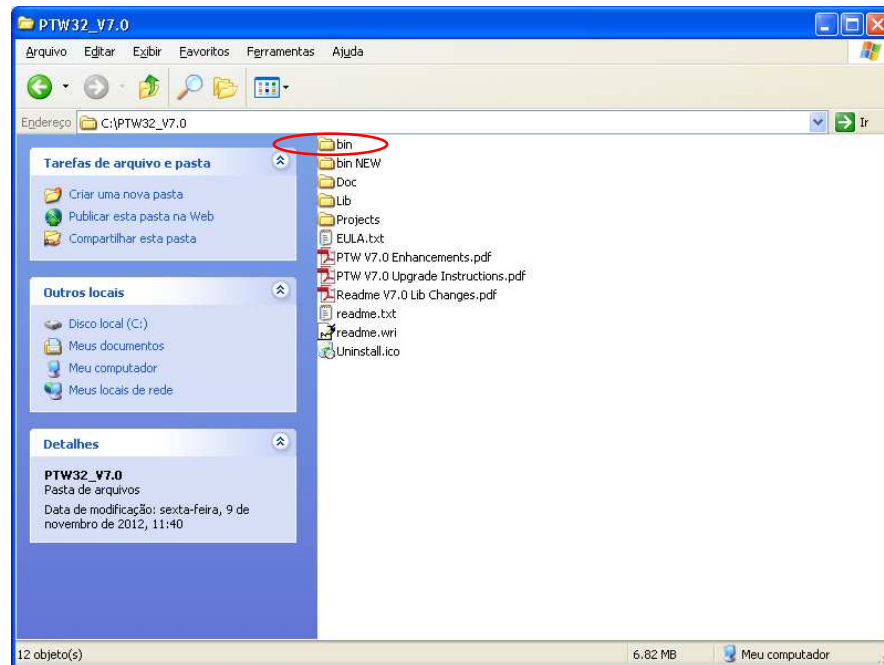 PTW32_V7.0
Arquivo Editar Exibir Favoritos Ferramentas Ajuda
Endereço C:\PTW32_V7.0 Ir
Tarefas de arquivo e pasta
Criar uma nova pasta
Publicar esta pasta na Web
Compartilhar esta pasta
Outros locais
Disco local (C:)
Meus documentos
Meu computador
Meus locais de rede
Detalhes
PTW32_V7.0
Pasta de arquivos
Data de modificação: sexta-feira, 9 de
novembro de 2012, 11:40
bin
bin NEW
Doc
Lib
Projects
EULA.txt
PTW V7.0 Enhancements.pdf
PTW V7.0 Upgrade Instructions.pdf
Readme V7.0 Lib Changes.pdf
readme.txt
readme.wri
Uninstall.ico
12 objeto(s) 6.82 MB Meu computador